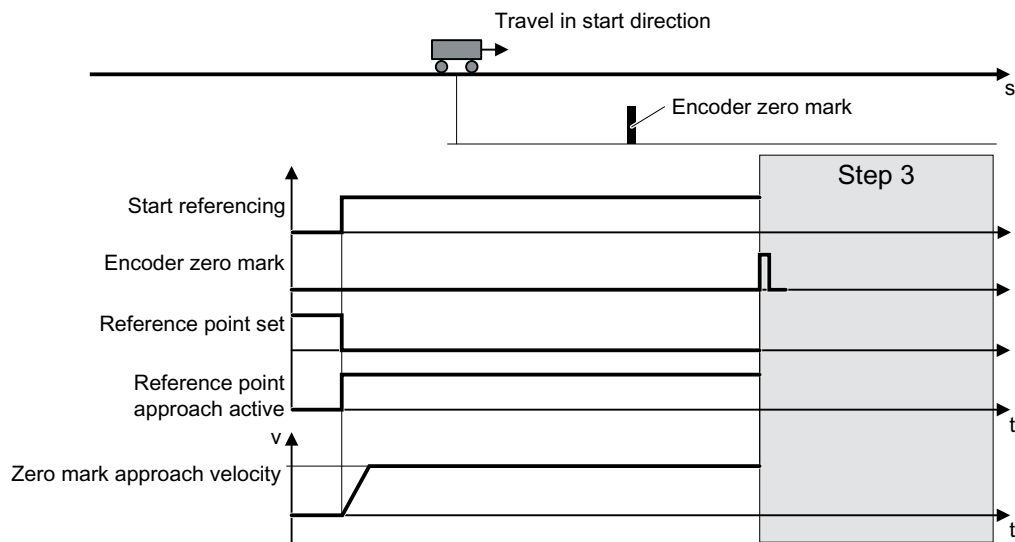 Travel in start direction
s
Encoder zero mark
Step 3
Start referencing
Encoder zero mark
Reference point set
Reference point
approach active
t
v
Zero mark approach velocity
t